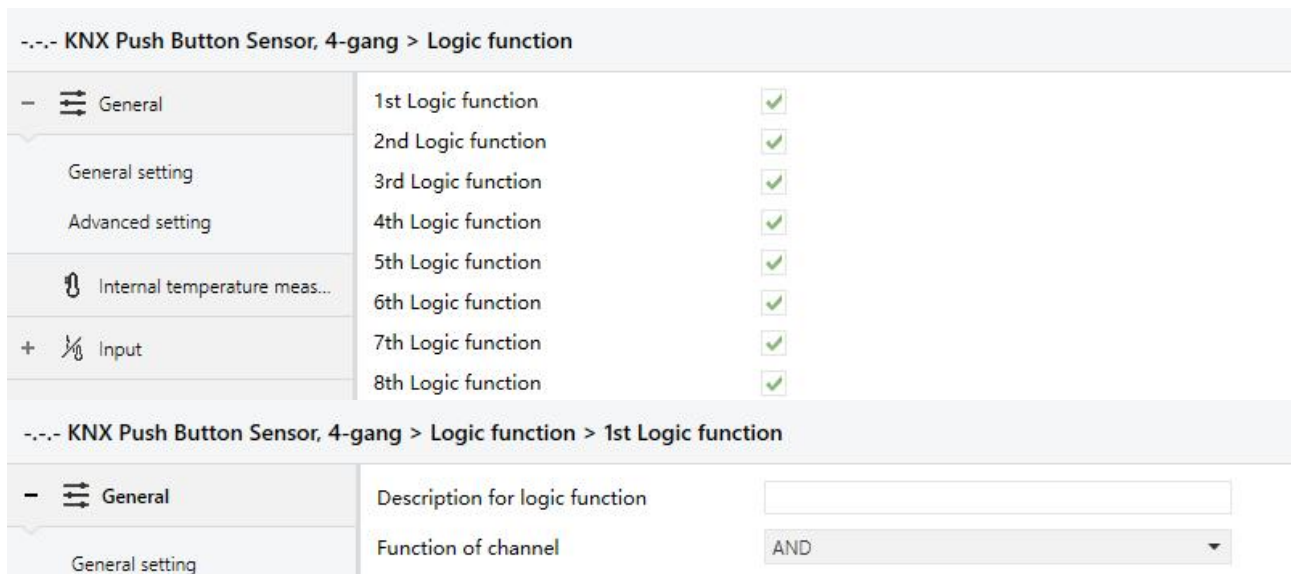 -.-.- KNX Push Button Sensor, 4-gang > Logic function
General
General setting
Advanced setting
Internal temperature meas...
Input
1st Logic function
2nd Logic function
3rd Logic function
4th Logic function
5th Logic function
6th Logic function
7th Logic function
8th Logic function
-.-.- KNX Push Button Sensor, 4-gang > Logic function > 1st Logic function
General
General setting
Description for logic function
Function of channel AND